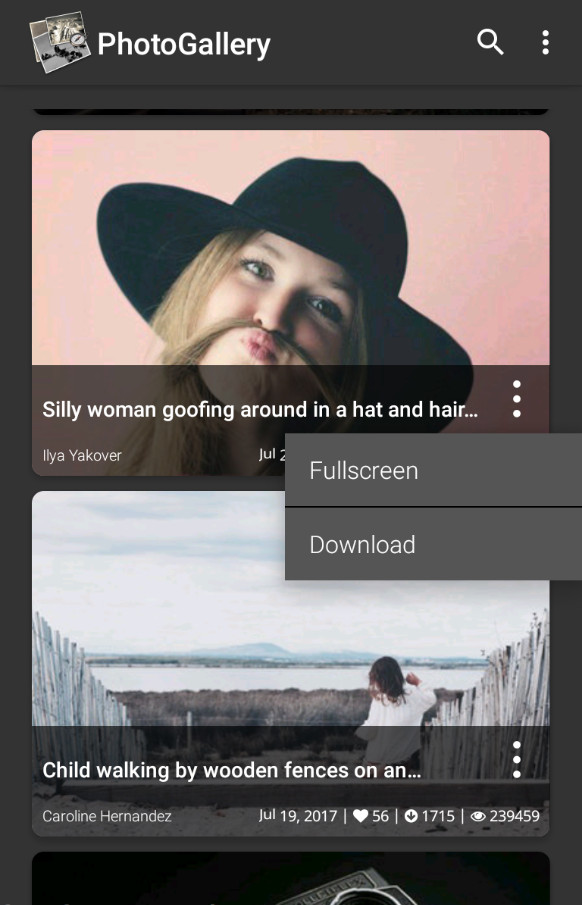 PhotoGallery
Silly woman goofing around in a hat and hair...
Ilya Yakover
Jul 2
Fullscreen
Download
Child walking by wooden fences on an...
Caroline Hernandez
Jul 19, 2017 | 56 | 1715 | 239459